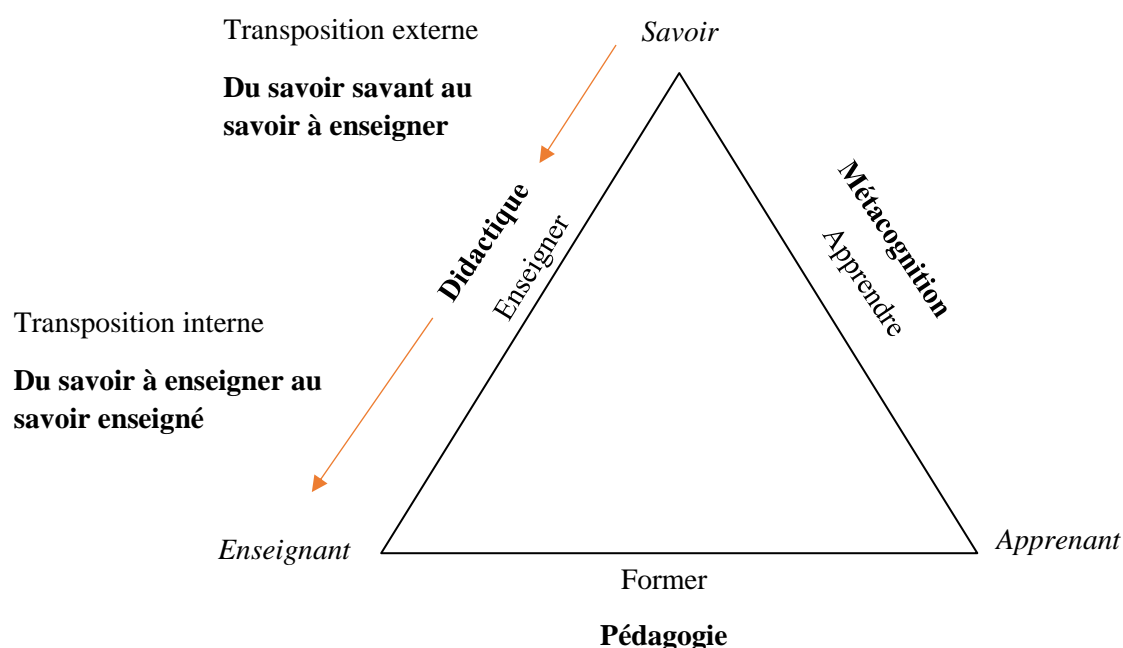 Transposition externe
Savoir
Du savoir savant au
savoir à enseigner
Didactique
Enseigner
Métacognition
Apprendre
Transposition interne
Du savoir à enseigner au
savoir enseigné
Enseignant
Apprenant
Former
Pédagogie